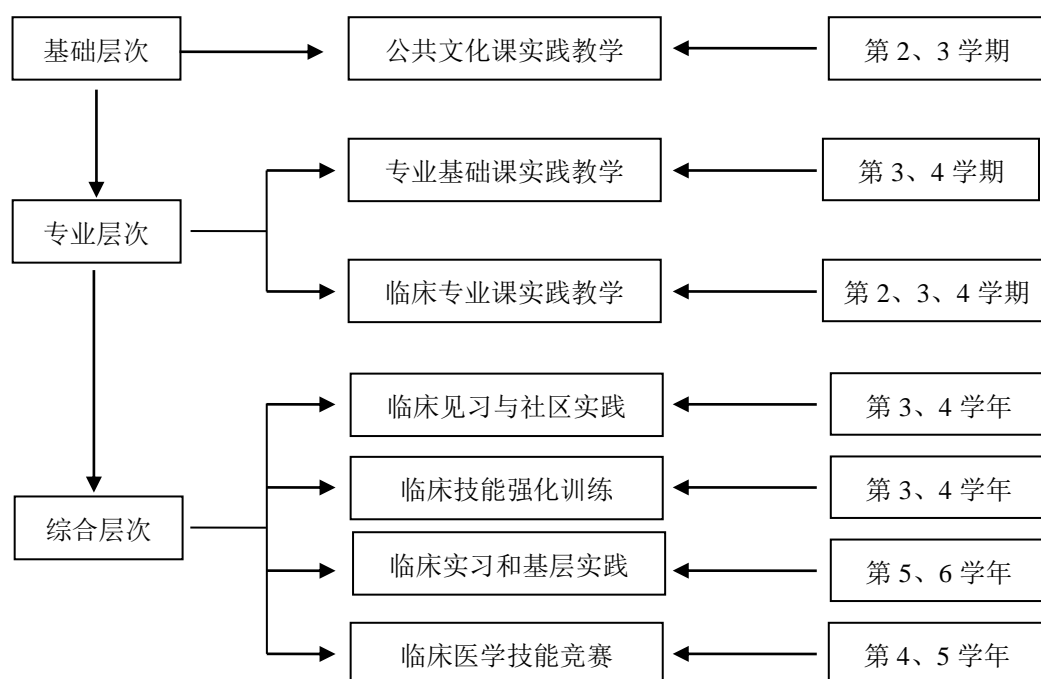 基础层次
公共文化课实践教学
第 2、3 学期
专业基础课实践教学
第 3、4 学期
专业层次
临床专业课实践教学
第 2、3、4 学期
临床见习与社区实践
第 3、4 学年
临床技能强化训练
第 3、4 学年
综合层次
临床实习和基层实践
第 5、6 学年
临床医学技能竞赛
第 4、5 学年